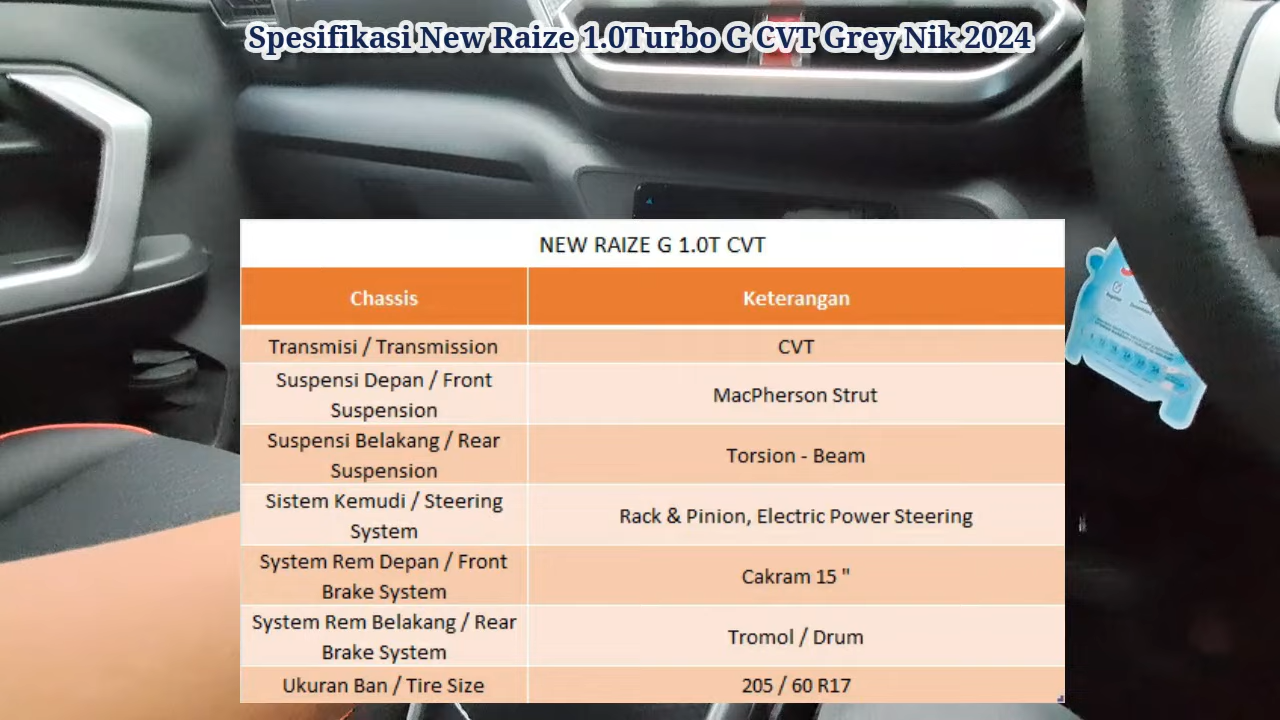 Spesifikasi New Raize 1.0Turbo G CVT Grey Nik 2024
NEW RAIZE G 1.0T CVT
Chassis
Keterangan
Transmisi / Transmission
CVT
Suspensi Depan / Front
Suspension
MacPherson Strut
Suspensi Belakang / Rear
Suspension
Torsion - Beam
Sistem Kemudi / Steering
System
Rack & Pinion, Electric Power Steering
System Rem Depan / Front
Brake System
Cakram 15 "
System Rem Belakang / Rear
Brake System
Tromol / Drum
Ukuran Ban / Tire Size
205 / 60 R17